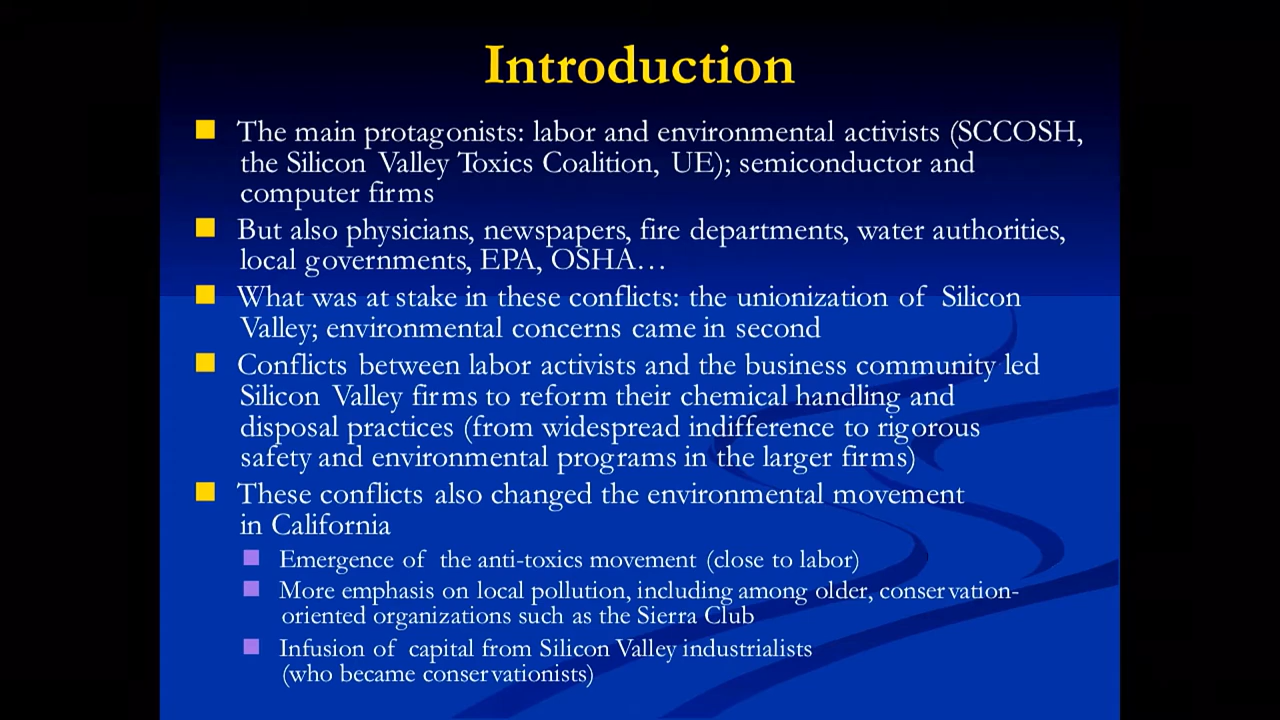 Introduction
The main protagonists: labor and environmental activists (SCCOSH,
the Silicon Valley Toxics Coalition, UE); semiconductor and
computer firms
But also physicians, newspapers, fire departments, water authorities,
local governments, EPA, OSHA…
What was at stake in these conflicts: the unionization of Silicon
Valley; environmental concerns came in second
Conflicts between labor activists and the business community led
Silicon Valley firms to reform their chemical handling and
disposal practices (from widespread indifference to rigorous
safety and environmental programs in the larger firms)
These conflicts also changed the environmental movement
in California
Emergence of the anti-toxics movement (close to labor)
More emphasis on local pollution, including among older, conservation-
oriented organizations such as the Sierra Club
Infusion of capital from Silicon Valley industrialists
(who became conservationists)